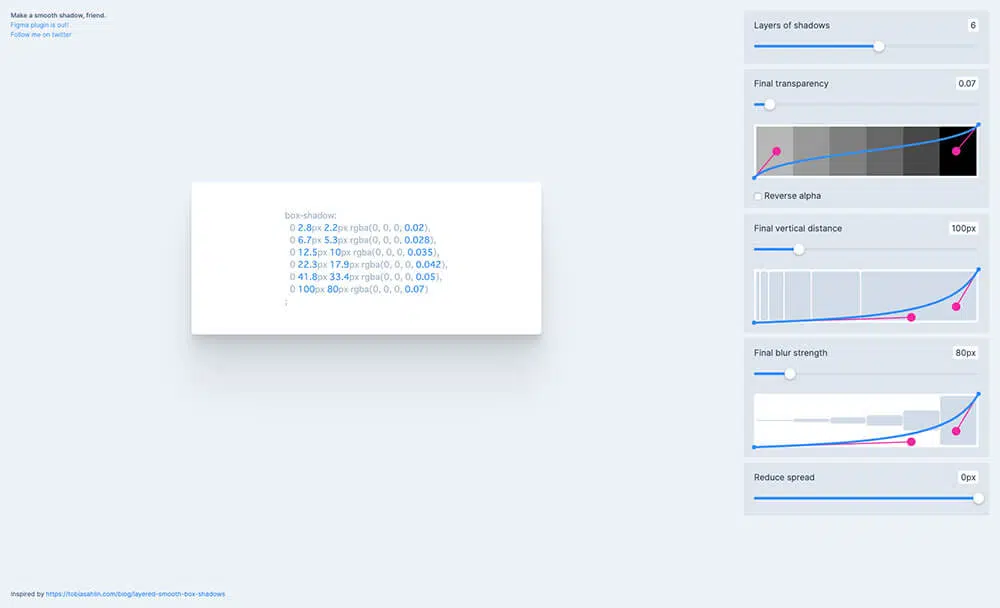 Make a smooth shadow, friend.
Figma plugin is out!
Follow me on twitter
box-shadow:
0 2.8px 2.2px rgba(0, 0, 0, 0.02),
0 6.7px 5.3px rgba(0, 0, 0, 0.028),
0 12.5px 10px rgba(0, 0, 0, 0.035),
0 22.3px 17.9px rgba(0, 0, 0, 0.042),
0 41.8px 33.4px rgba(0, 0, 0, 0.05),
0 100px 80px rgba(0, 0, 0, 0.07)
;
Layers of shadows 6
Final transparency 0.07
Reverse alpha
Final vertical distance 100px
Final blur strength 80px
Reduce spread 0px
Inspired by https://tobiasahlin.com/blog/layered-smooth-box-shadows